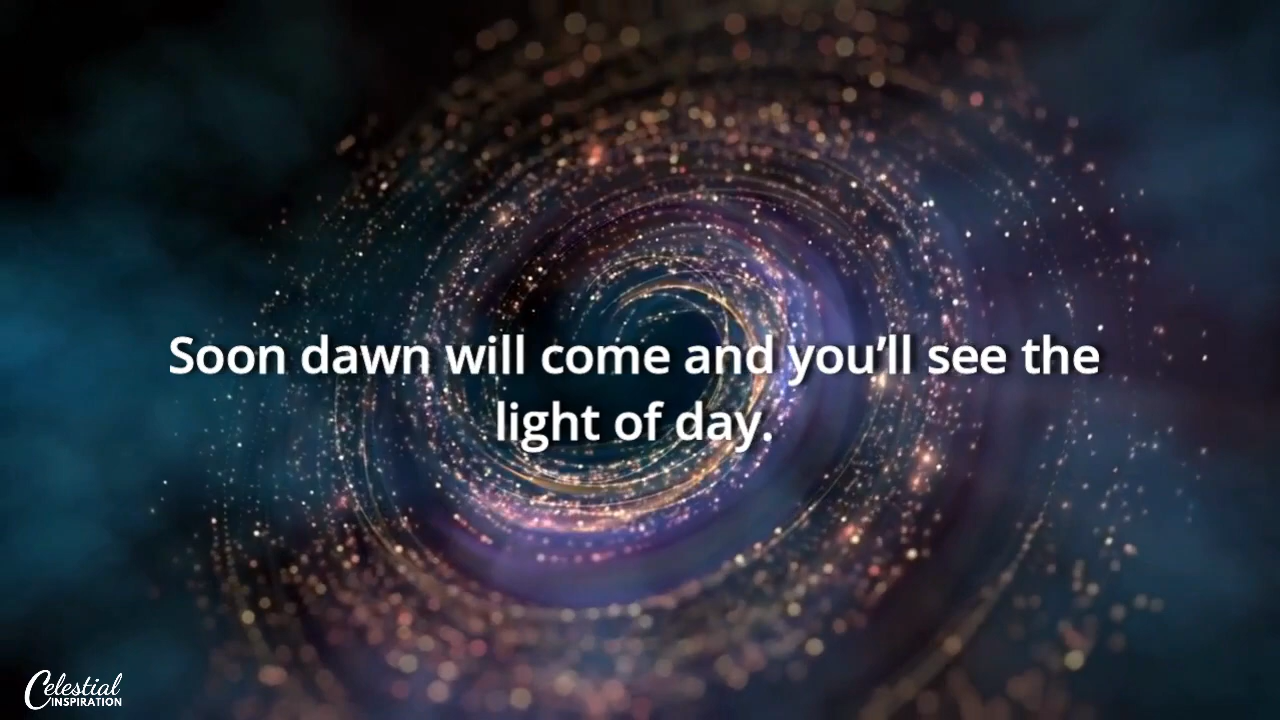 Soon dawn will come and you’ll see the
light of day.
Celestial
INSPIRATION